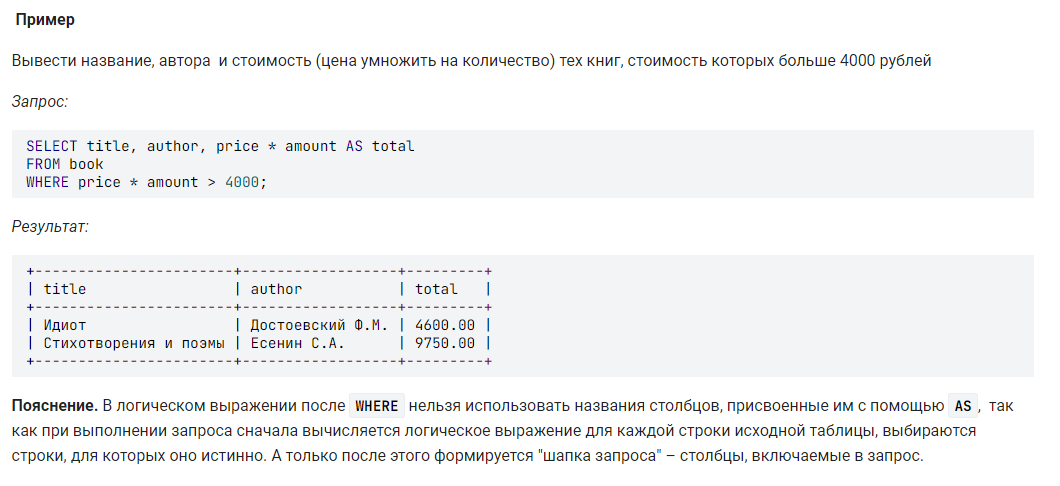 Пример
Вывести название, автора  и стоимость (цена умножить на количество) тех книг, стоимость которых больше 4000 рублей
Запрос:
SELECT title, author, price * amount AS total
FROM book
WHERE price * amount > 4000;
Результат:
+-----------------------+------------------+---------+
| title                 | author           | total   |
+-----------------------+------------------+---------+
| Идиот                 | Достоевский Ф.М. | 4600.00 |
| Стихотворения и поэмы | Есенин С.А.      | 9750.00 |
+-----------------------+------------------+---------+
Пояснение. В логическом выражении после WHERE нельзя использовать названия столбцов, присвоенные им с помощью AS ,  так
как при выполнении запроса сначала вычисляется логическое выражение для каждой строки исходной таблицы, выбираются
строки, для которых оно истинно. А только после этого формируется "шапка запроса" – столбцы, включаемые в запрос.